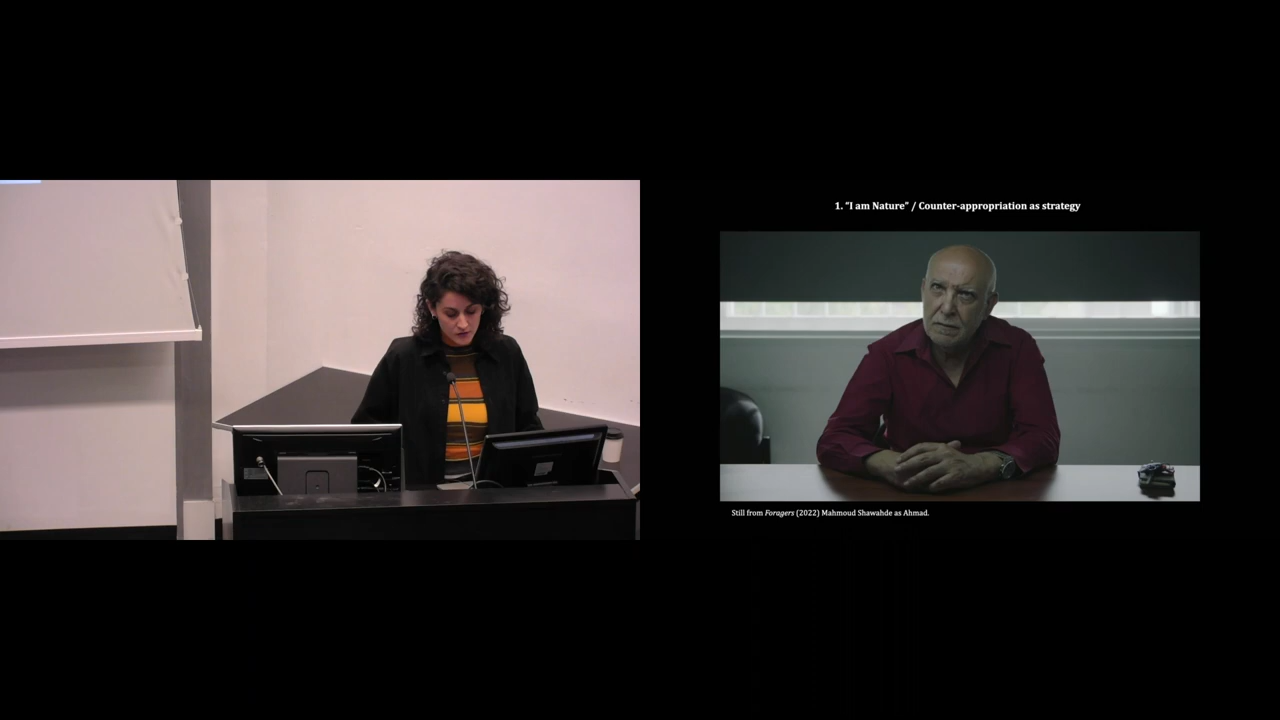 1. “I am Nature” / Counter-appropriation as strategy
Still from Foragers (2022) Mahmoud Shawahde as Ahmad.